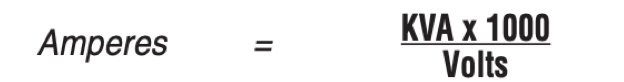 Amperes = KVA x 1000
Volts